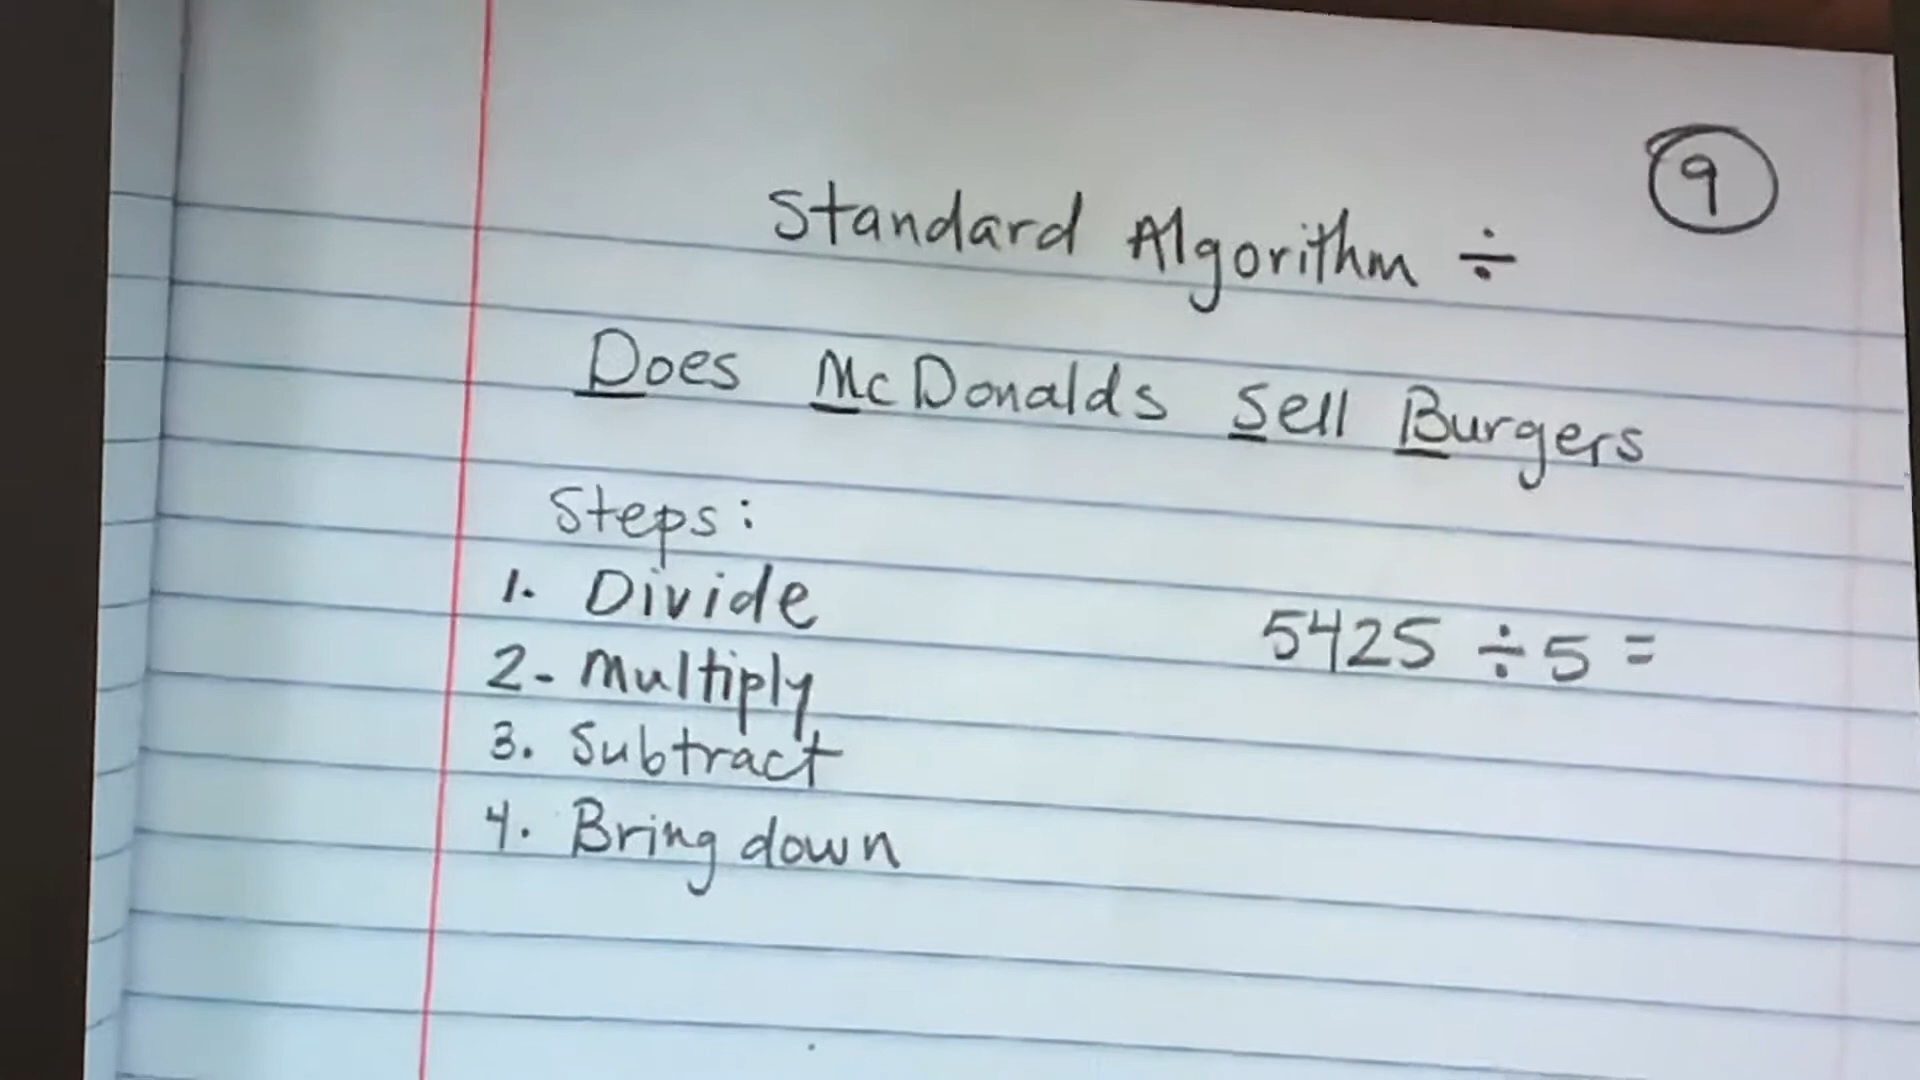 9
Standard Algorithm ÷
Does McDonalds Sell Burgers
Steps:
1. Divide
5425 ÷ 5 =
2- Multiply
3. Subtract
4. Bring down